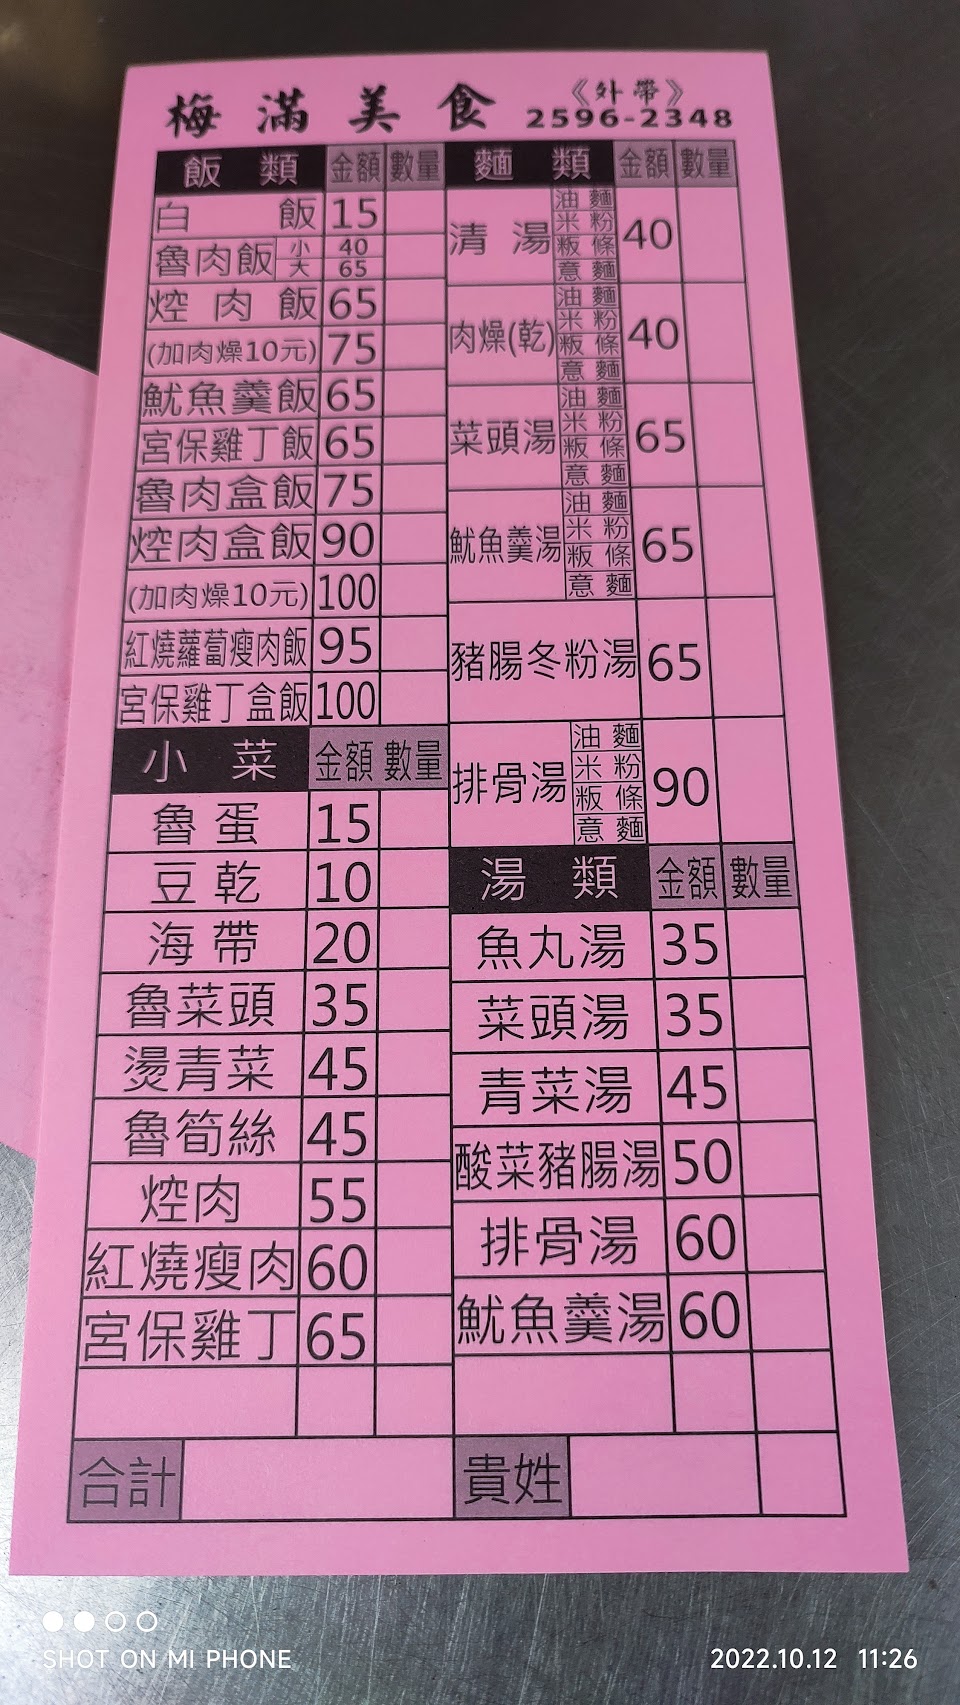 梅滿美食 《外帶》
2596-2348
飯類 金額 數量
白飯 15
魯肉飯 小 40
大 65
焢肉飯 65
(加肉燥10元) 75
魷魚羹飯 65
宮保雞丁飯 65
魯肉盒飯 75
焢肉盒飯 90
(加肉燥10元) 100
紅燒蘿蔔瘦肉飯 95
宮保雞丁盒飯 100
小菜 金額 數量
魯蛋 15
豆乾 10
海帶 20
魯菜頭 35
燙青菜 45
魯筍絲 45
焢肉 55
紅燒瘦肉 60
宮保雞丁 65
合計
麵類 金額 數量
清湯 油麵 米粉 粄條 意麵 40
肉燥(乾) 油麵 米粉 粄條 意麵 40
菜頭湯 油麵 米粉 粄條 意麵 65
魷魚羹湯 油麵 米粉 粄條 意麵 65
豬腸冬粉湯 65
排骨湯 油麵 米粉 粄條 意麵 90
湯類 金額 數量
魚丸湯 35
菜頭湯 35
青菜湯 45
酸菜豬腸湯 50
排骨湯 60
魷魚羹湯 60
貴姓
SHOT ON MI PHONE
2022.10.12 11:26